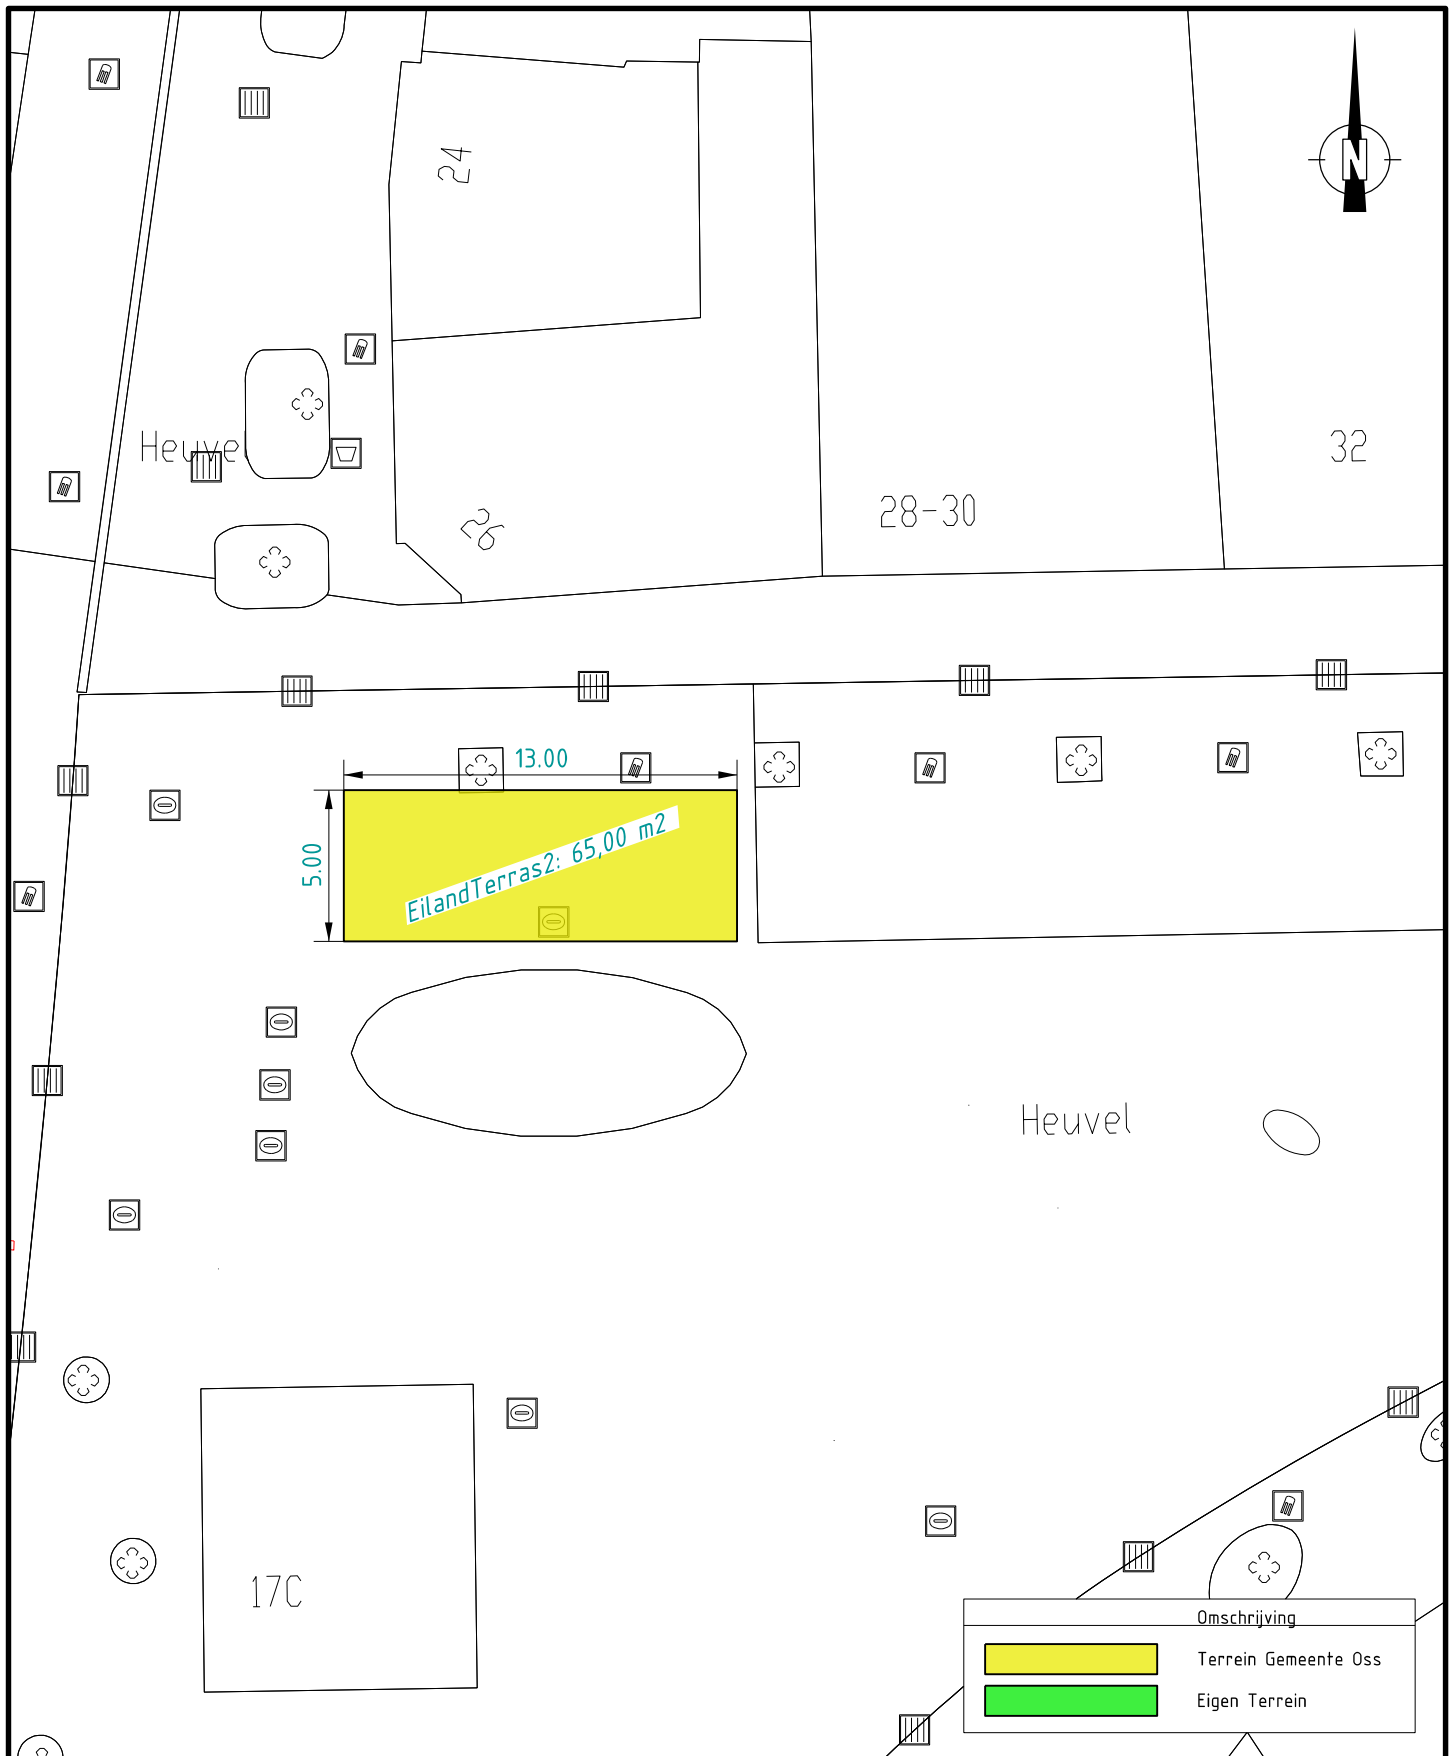 24
N
Heuvel
32
28-30
26
13.00
5.00
EilandTerras2: 65,00 m2
Heuvel
17C
Omschrijving
Terrein Gemeente Oss
Eigen Terrein